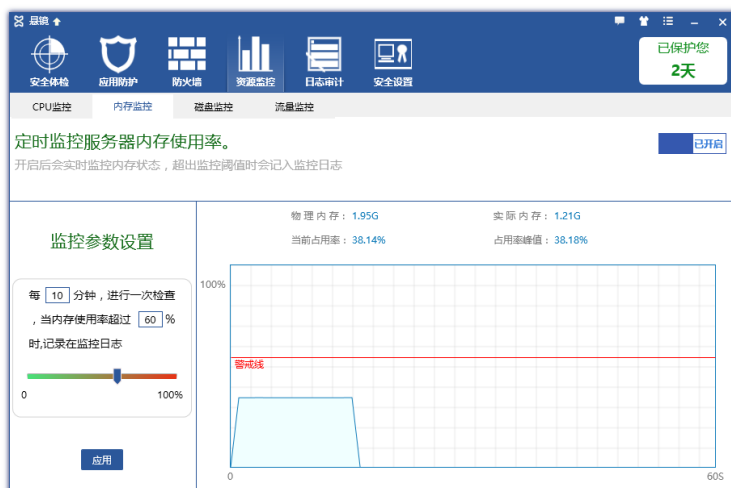 悬镜
已保护您
2天
安全体检 应用防护 防火墙 资源监控 日志审计 安全设置
CPU监控 内存监控 磁盘监控 流量监控
定时监控服务器内存使用率。
已开启
开启后会实时监控内存状态，超出监控阈值时会记入监控日志
物理内存：1.95G 实际内存：1.21G
当前占用率：38.14% 占用率峰值：38.18%
监控参数设置
每 10 分钟，进行一次检查
，当内存使用率超过 60 %
时,记录在监控日志
0 100%
应用
100%
警戒线
0 60S